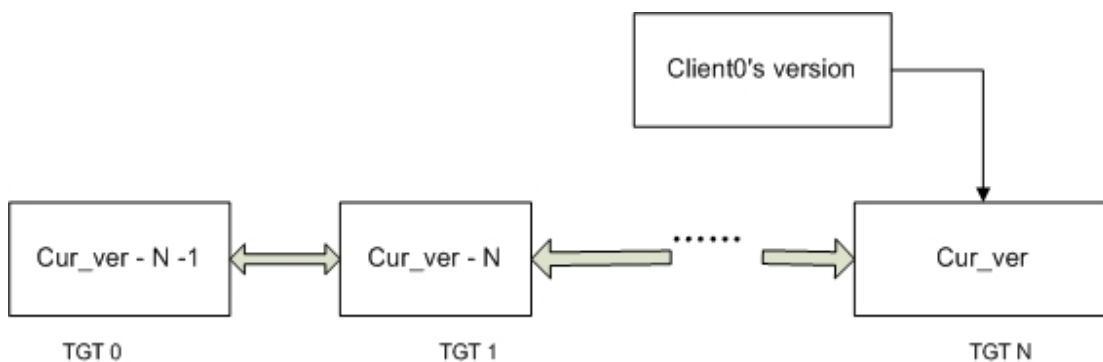 Client0's version
Cur_ver - N -1
Cur_ver - N
......
Cur_ver
TGT 0
TGT 1
TGT N